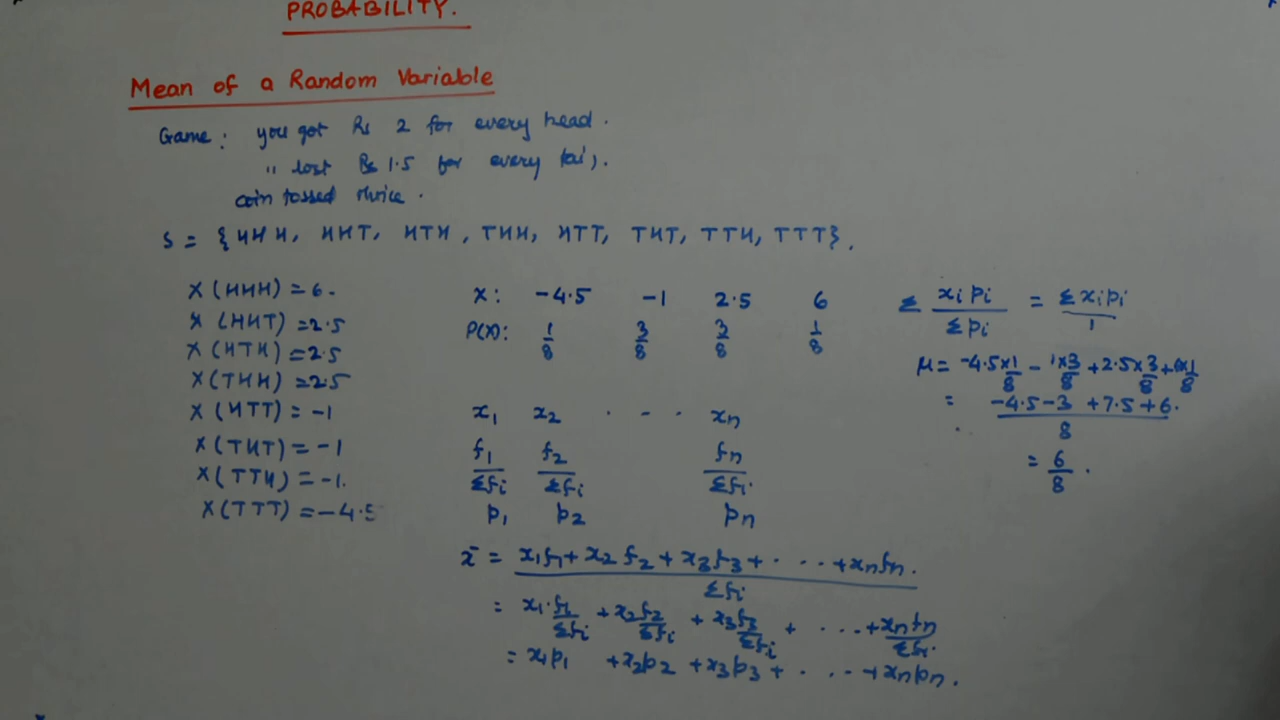 PROBABILITY.
Mean of a Random Variable
Game: you got Rs 2 for every head.
" lost Rs 1.5 for every tail.
coin tossed thrice.
S = {HHH, HHT, HTH, THH, HTT, THT, TTH, TTT}.
X(HHH) = 6.
X(HHT) = 2.5
X(HTH) = 2.5
X(THH) = 2.5
X(HTT) = -1
X(THT) = -1
X(TTH) = -1.
X(TTT) = -4.5
X: -4.5 -1 2.5 6
P(X): 1/8 3/8 3/8 1/8
x₁ x₂ . - - . xₙ
f₁/Σfᵢ f₂/Σfᵢ fₙ/Σfᵢ
p₁ p₂ pₙ
x̄ = x₁f₁ + x₂f₂ + x₃f₃ + . . . . + xₙfₙ. / Σfᵢ
= x₁.f₁/Σfᵢ + x₂f₂/Σfᵢ + x₃f₃/Σfᵢ + . . . . + xₙfₙ/Σfᵢ.
= x₁p₁ + x₂p₂ + x₃p₃ + . . . . + xₙpₙ.
Σ xᵢpᵢ/Σpᵢ = Σxᵢpᵢ/1
μ = -4.5×1/8 - 1×3/8 + 2.5×3/8 + 6×1/8
= -4.5-3+7.5+6./8
= 6/8.